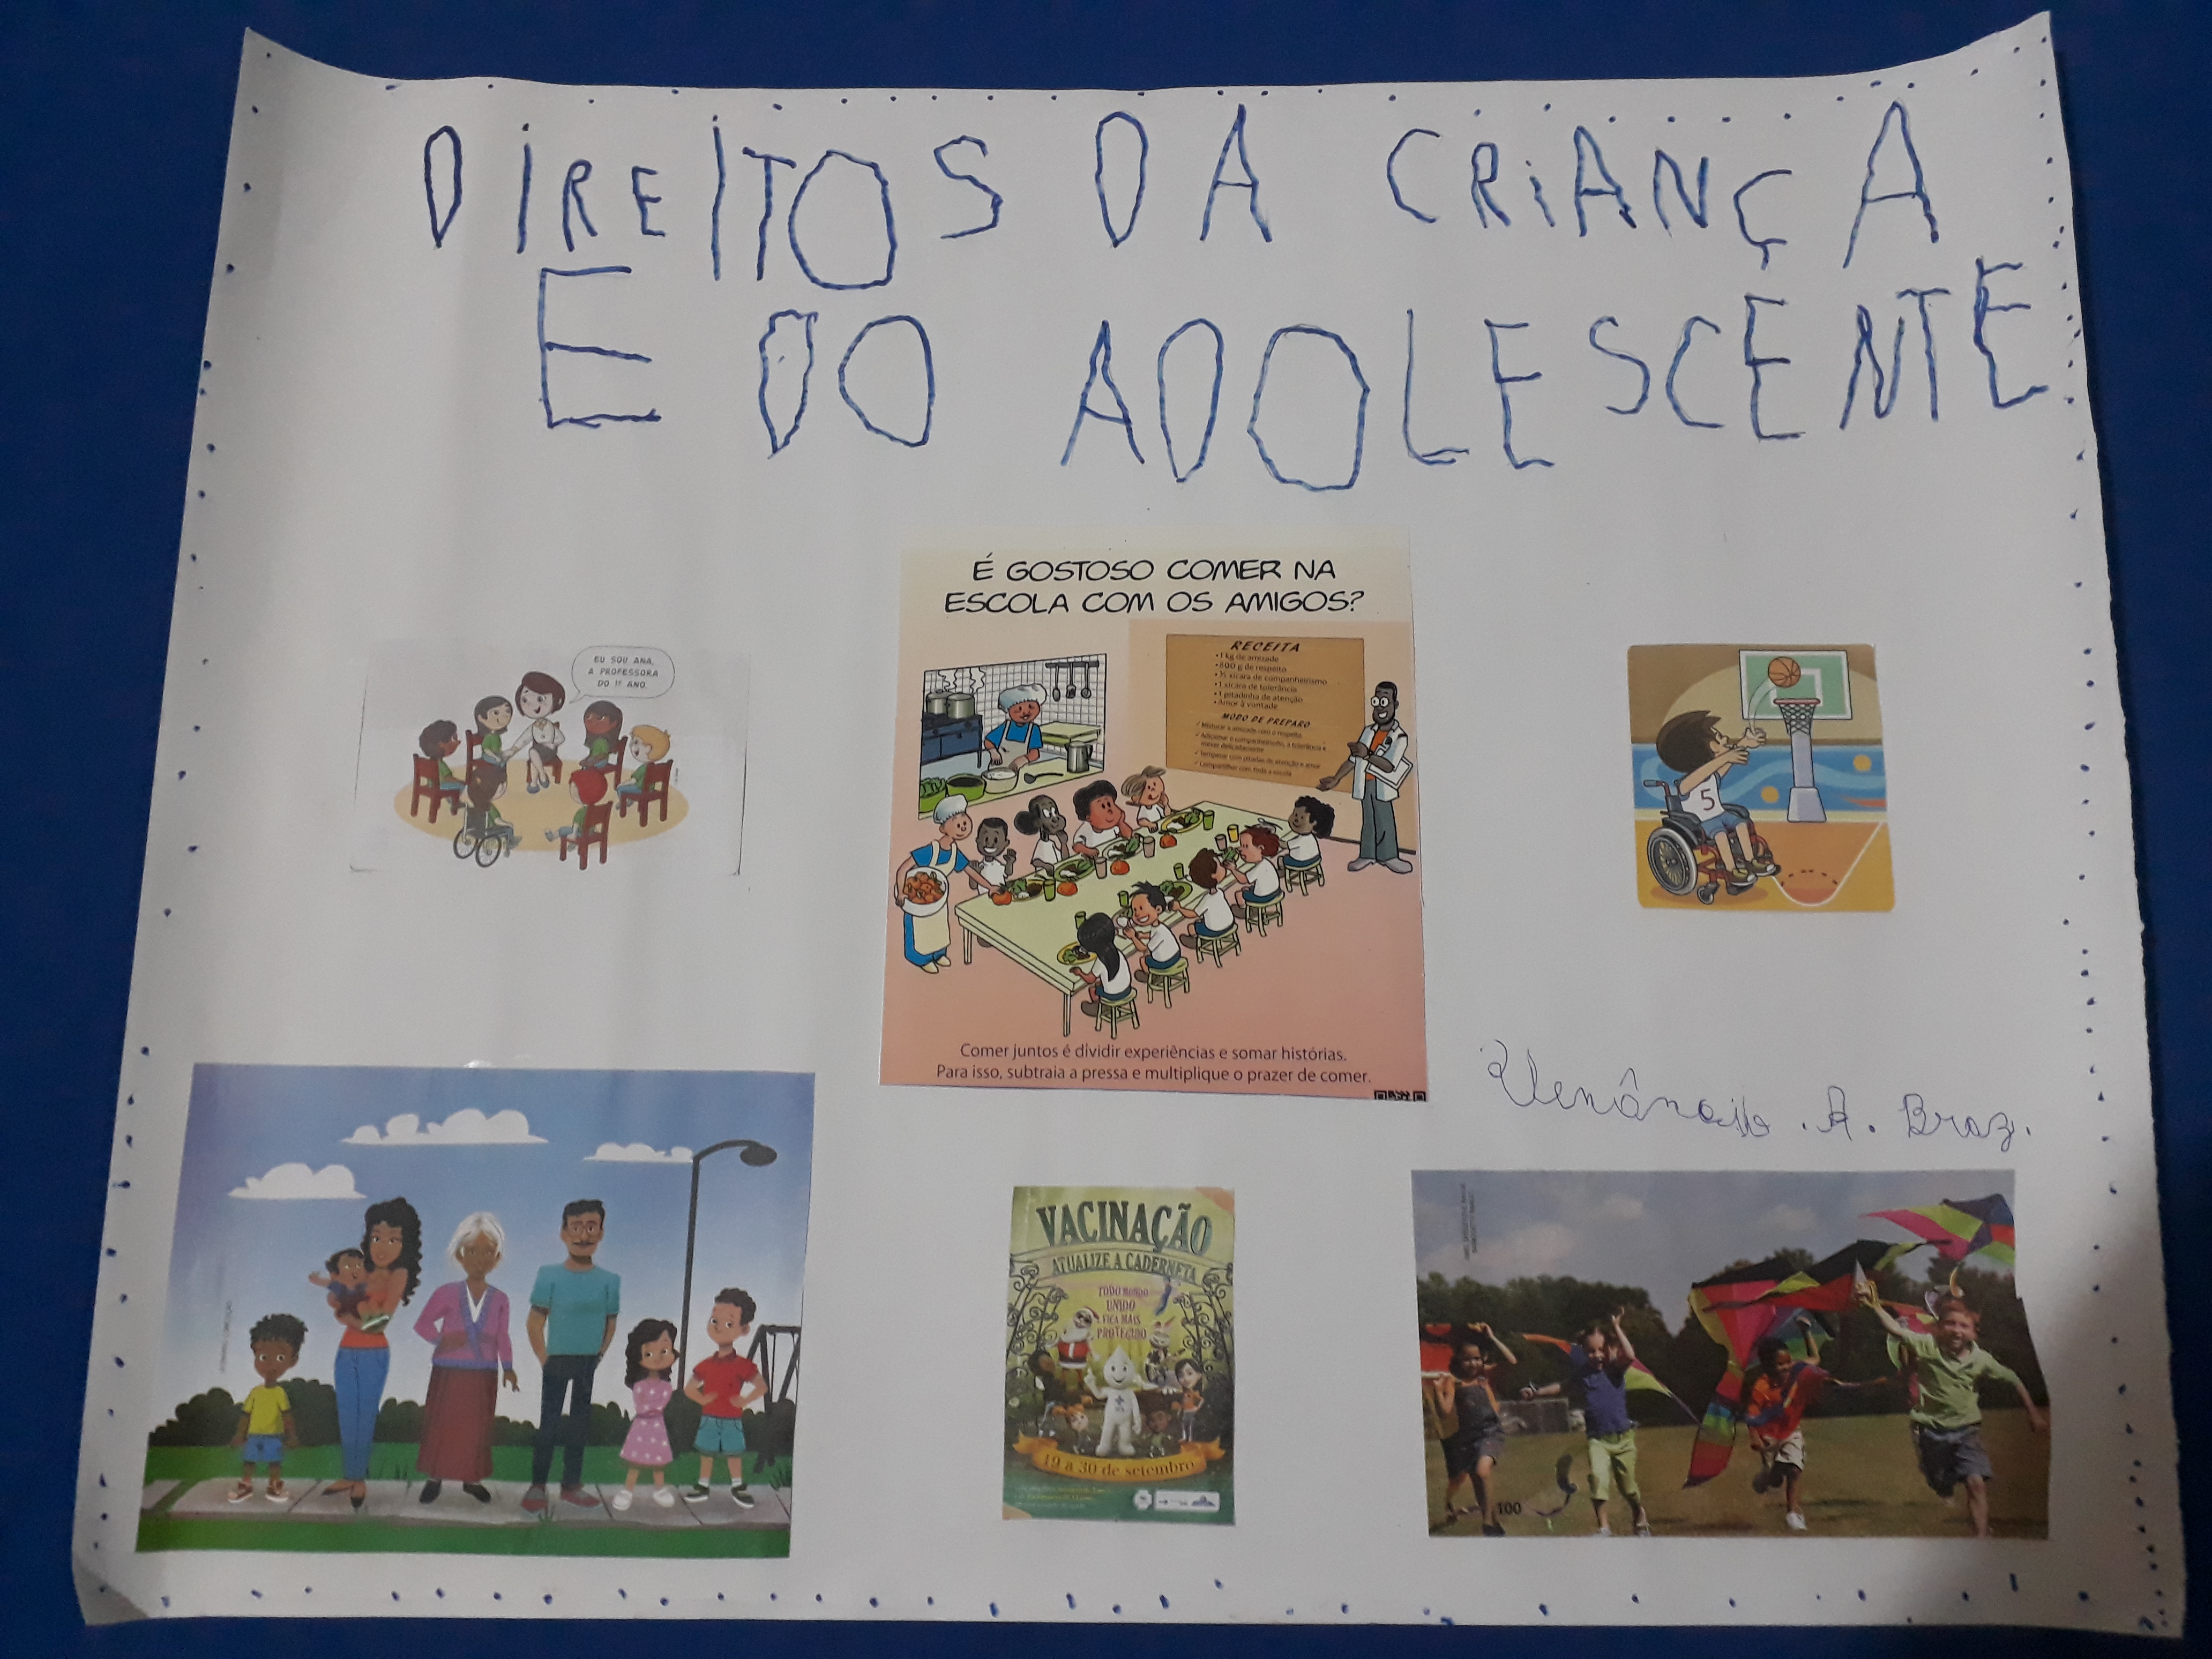 DIREITOS DA CRIANÇA
E DO ADOLESCENTE
EU SOU ANA,
A PROFESSORA
DO 1º ANO.
É GOSTOSO COMER NA
ESCOLA COM OS AMIGOS?
RECEITA
• 1 kg de amizade
• 800 g de respeito
• ½ xícara de companheirismo
• 1 xícara de tolerância
• 1 pitadinha de atenção
• Amor à vontade
MODO DE PREPARO
✓ Misturar a amizade com o respeito
✓ Adicionar o companheirismo, a tolerância e
mexer delicadamente
✓ Temperar com pitadas de atenção e amor
✓ Compartilhar com toda a escola
Comer juntos é dividir experiências e somar histórias.
Para isso, subtraia a pressa e multiplique o prazer de comer.
5
A. Braz.
VACINAÇÃO
ATUALIZE A CADERNETA
TODO MUNDO
UNIDO
FICA MAIS
PROTEGIDO
19 a 30 de setembro
100